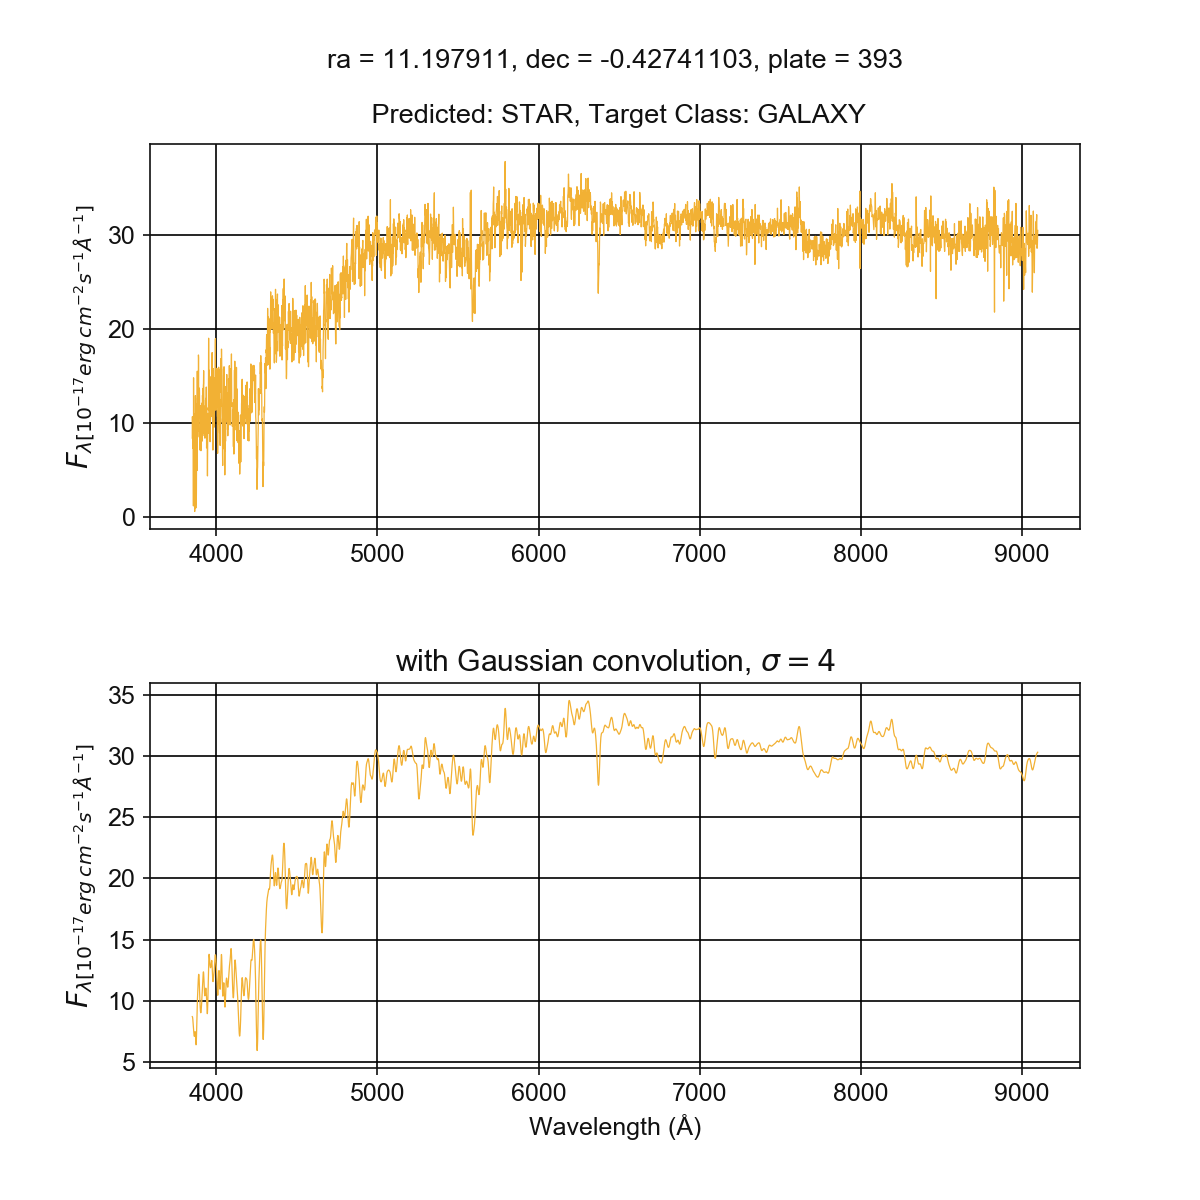 ra = 11.197911, dec = -0.42741103, plate = 393
Predicted: STAR, Target Class: GALAXY
F_λ[10^−17 erg cm^−2 s^−1 Å^−1]
30
20
10
0
4000 5000 6000 7000 8000 9000
with Gaussian convolution, σ = 4
F_λ[10^−17 erg cm^−2 s^−1 Å^−1]
35
30
25
20
15
10
5
4000 5000 6000 7000 8000 9000
Wavelength (Å)